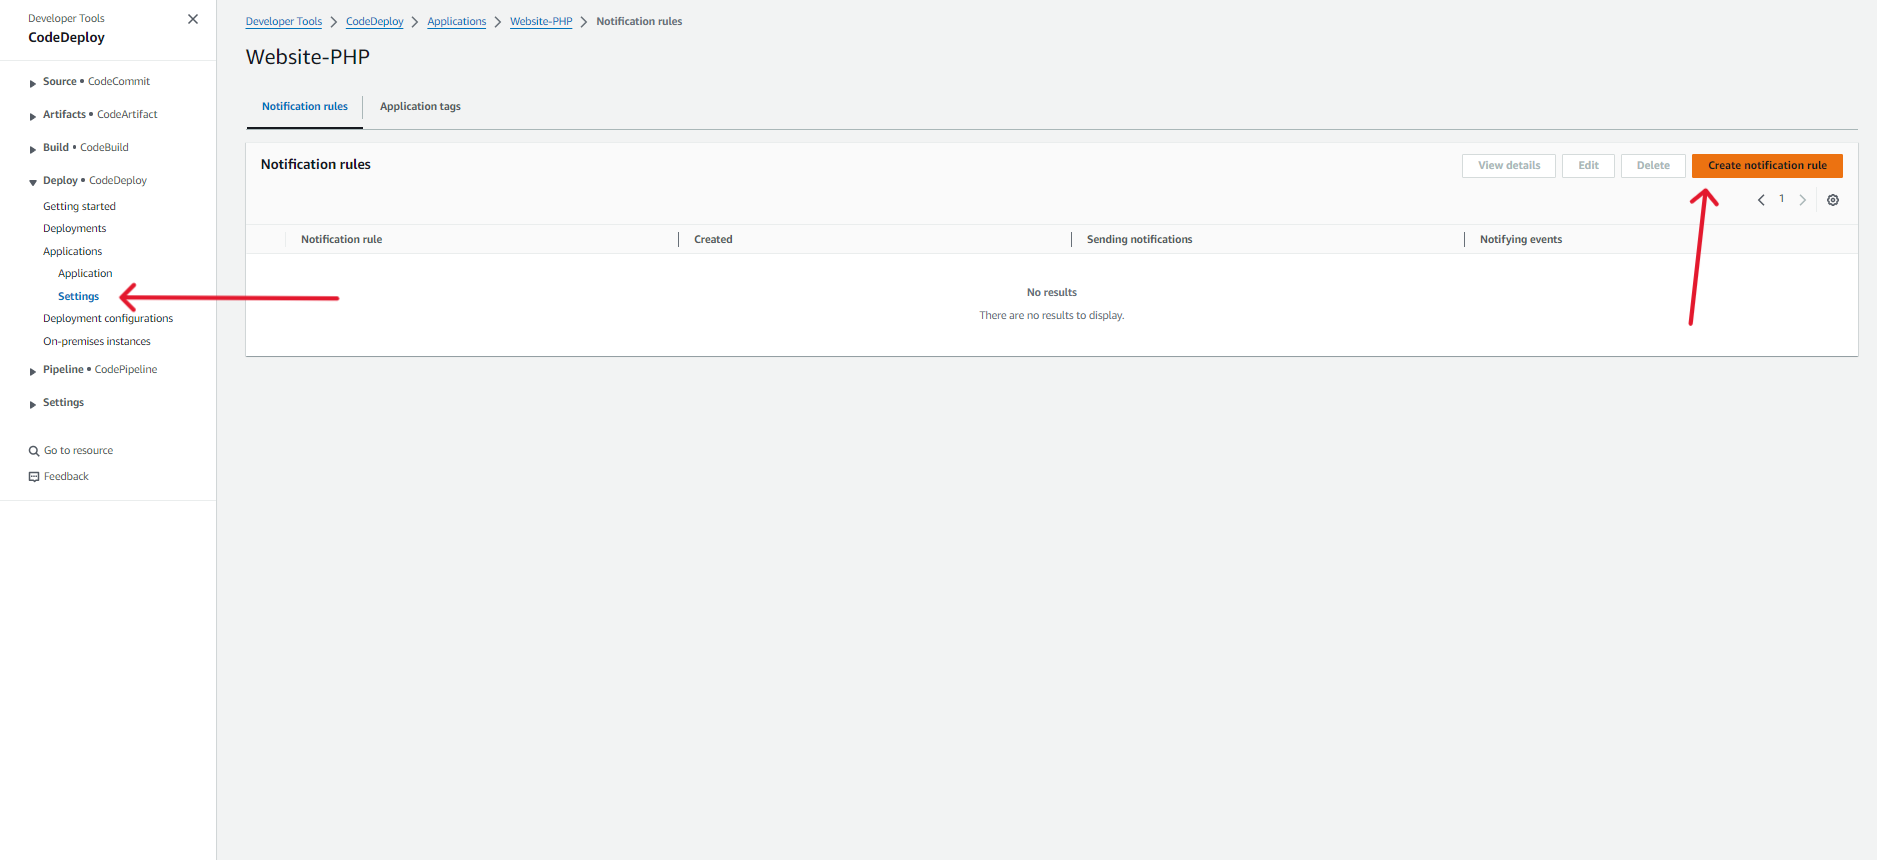 Developer Tools
CodeDeploy
Source • CodeCommit
Artifacts • CodeArtifact
Build • CodeBuild
Deploy • CodeDeploy
Getting started
Deployments
Applications
Application
Settings
Deployment configurations
On-premises instances
Pipeline • CodePipeline
Settings
Go to resource
Feedback
Developer Tools > CodeDeploy > Applications > Website-PHP > Notification rules
Website-PHP
Notification rules Application tags
Notification rules View details Edit Delete Create notification rule
1
Notification rule Created Sending notifications Notifying events
No results
There are no results to display.